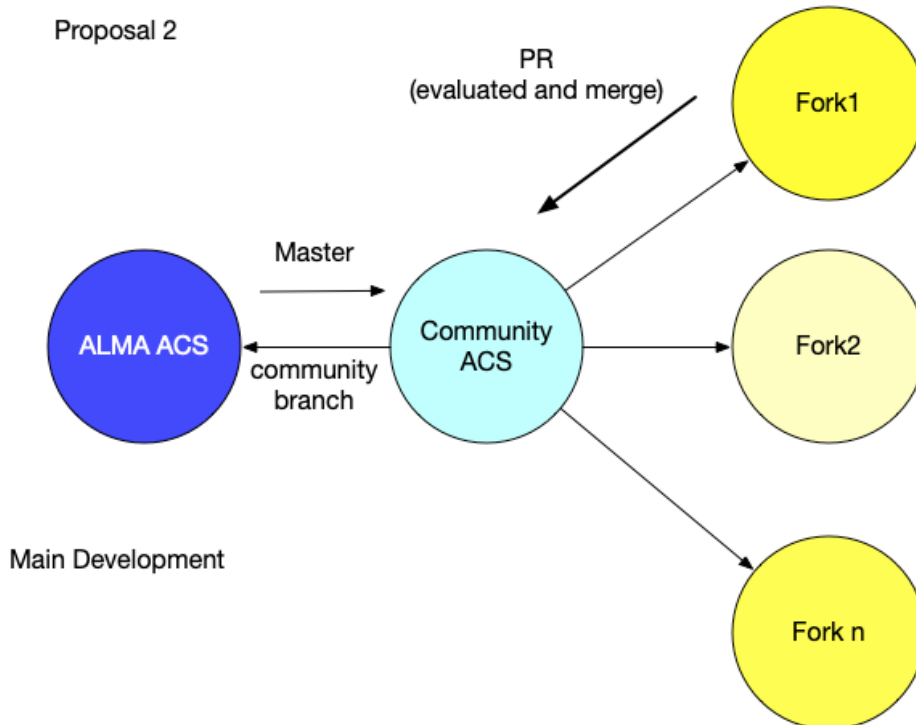 Proposal 2
PR
(evaluated and merge)
Fork1
Master
ALMA ACS
Community
ACS
community
branch
Fork2
Main Development
Fork n